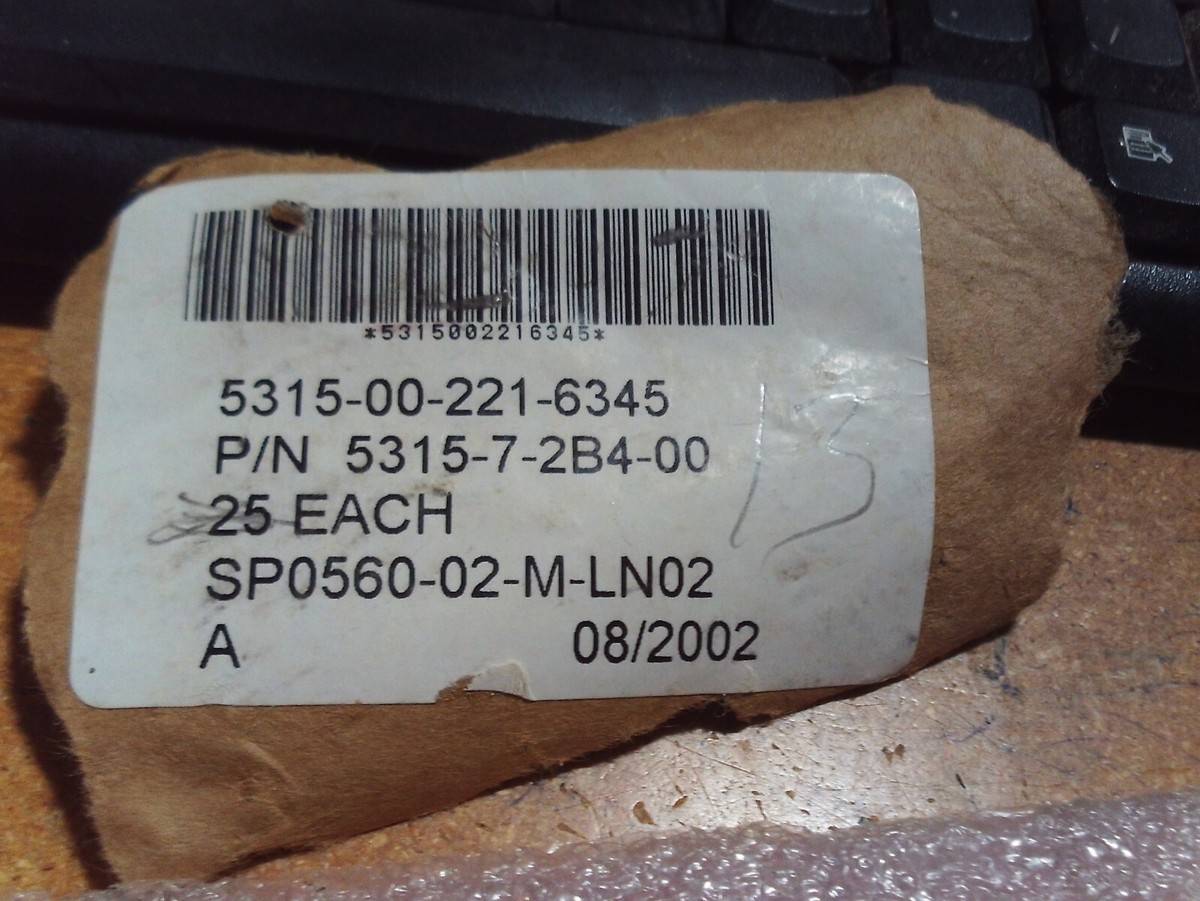 *5315002216345*
5315-00-221-6345
P/N 5315-7-2B4-00
25 EACH
13
SP0560-02-M-LN02
A 08/2002